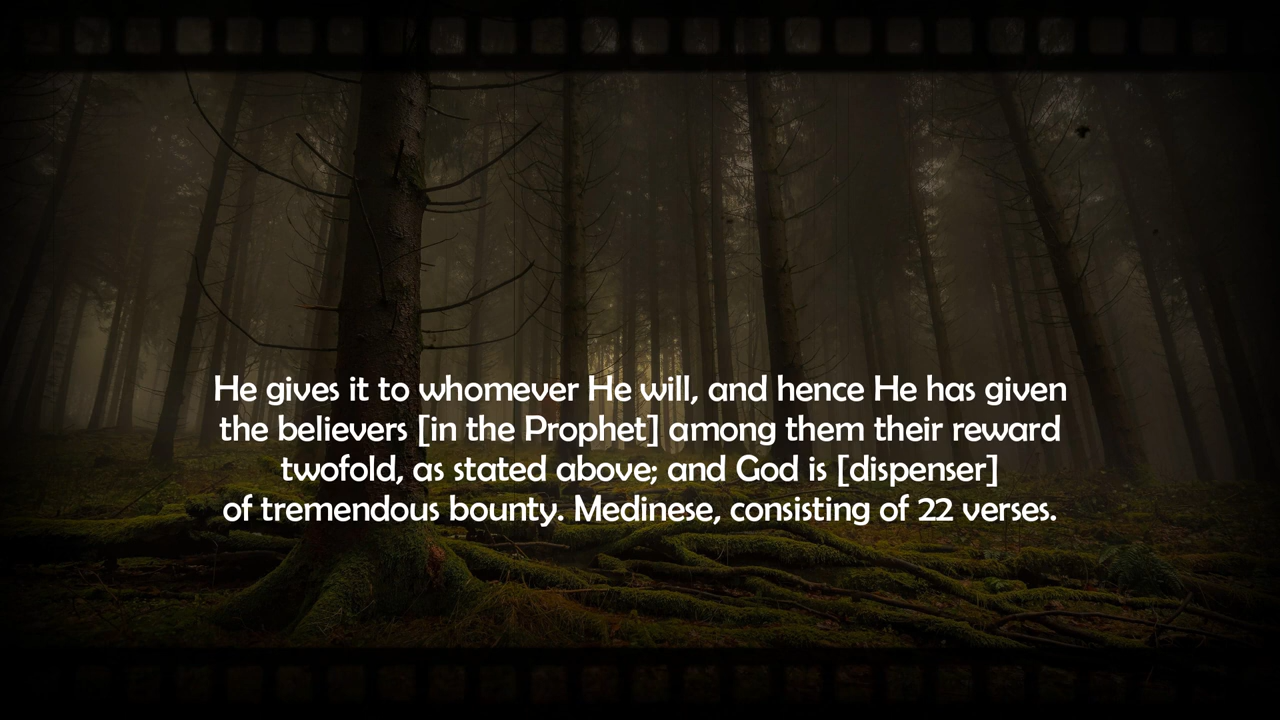 He gives it to whomever He will, and hence He has given
the believers [in the Prophet] among them their reward
twofold, as stated above; and God is [dispenser]
of tremendous bounty. Medinese, consisting of 22 verses.